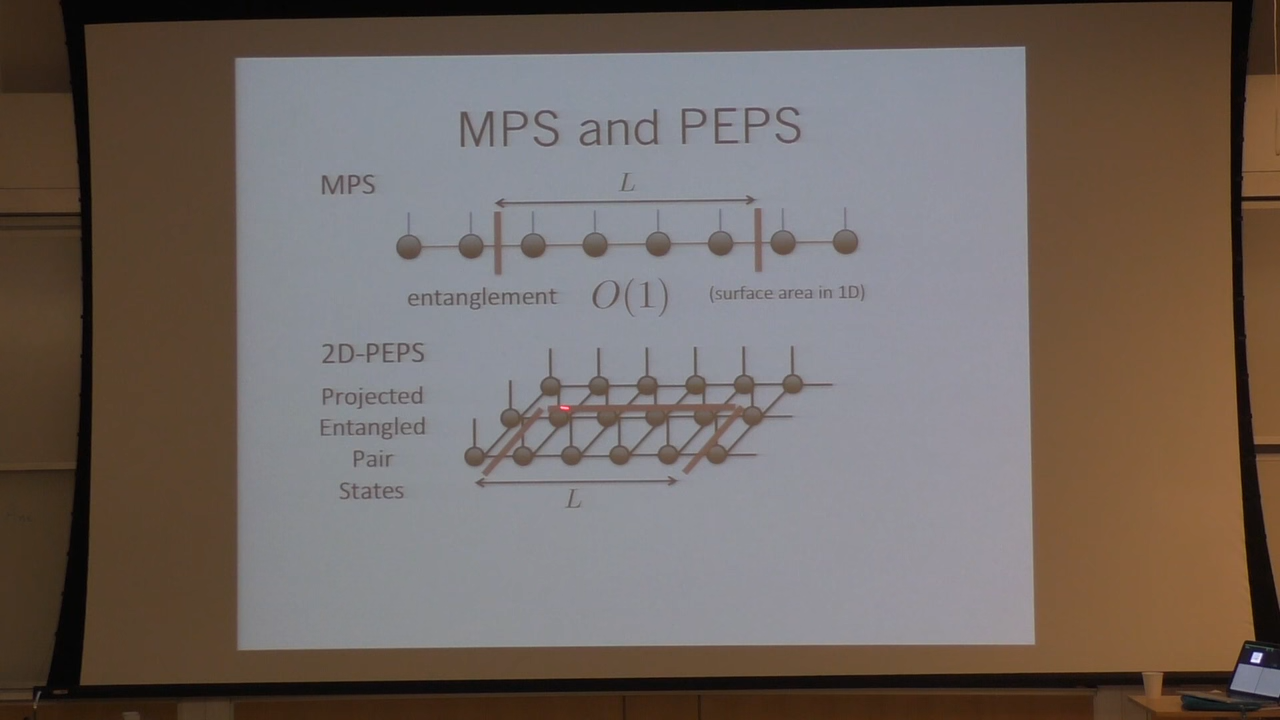 MPS and PEPS
MPS
L
entanglement O(1) (surface area in 1D)
2D-PEPS
Projected
Entangled
Pair
States
L